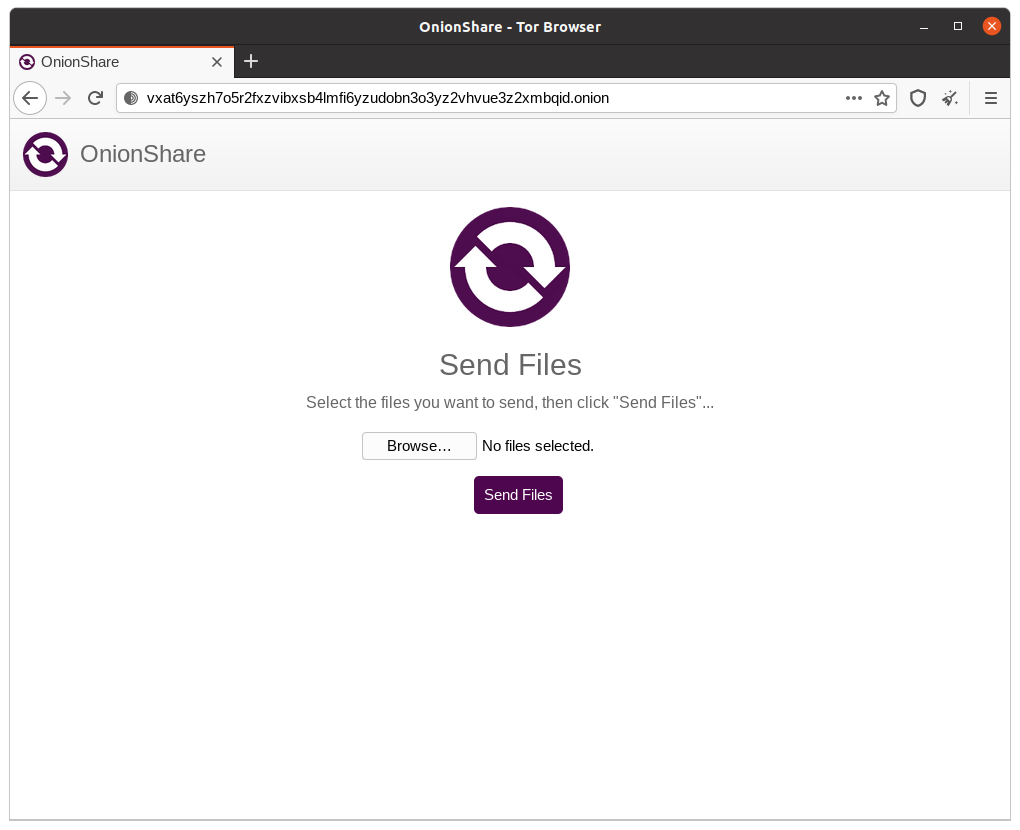 OnionShare - Tor Browser
OnionShare
vxat6yszh7o5r2fxzvibxsb4lmfi6yzudobn3o3yz2vhvue3z2xmbqid.onion
OnionShare
Send Files
Select the files you want to send, then click "Send Files"...
Browse… No files selected.
Send Files